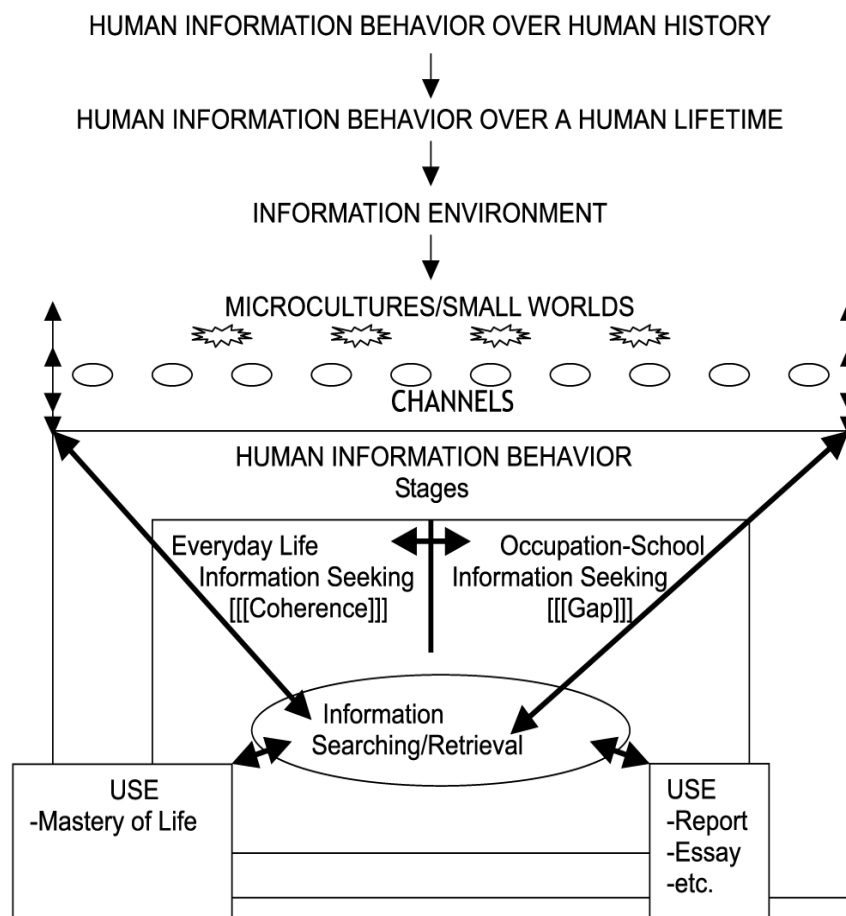 HUMAN INFORMATION BEHAVIOR OVER HUMAN HISTORY
HUMAN INFORMATION BEHAVIOR OVER A HUMAN LIFETIME
INFORMATION ENVIRONMENT
MICROCULTURES/SMALL WORLDS
CHANNELS
HUMAN INFORMATION BEHAVIOR
Stages
Everyday Life
Information Seeking
[[[Coherence]]]
Occupation-School
Information Seeking
[[[Gap]]]
Information
Searching/Retrieval
USE
-Mastery of Life
USE
-Report
-Essay
-etc.